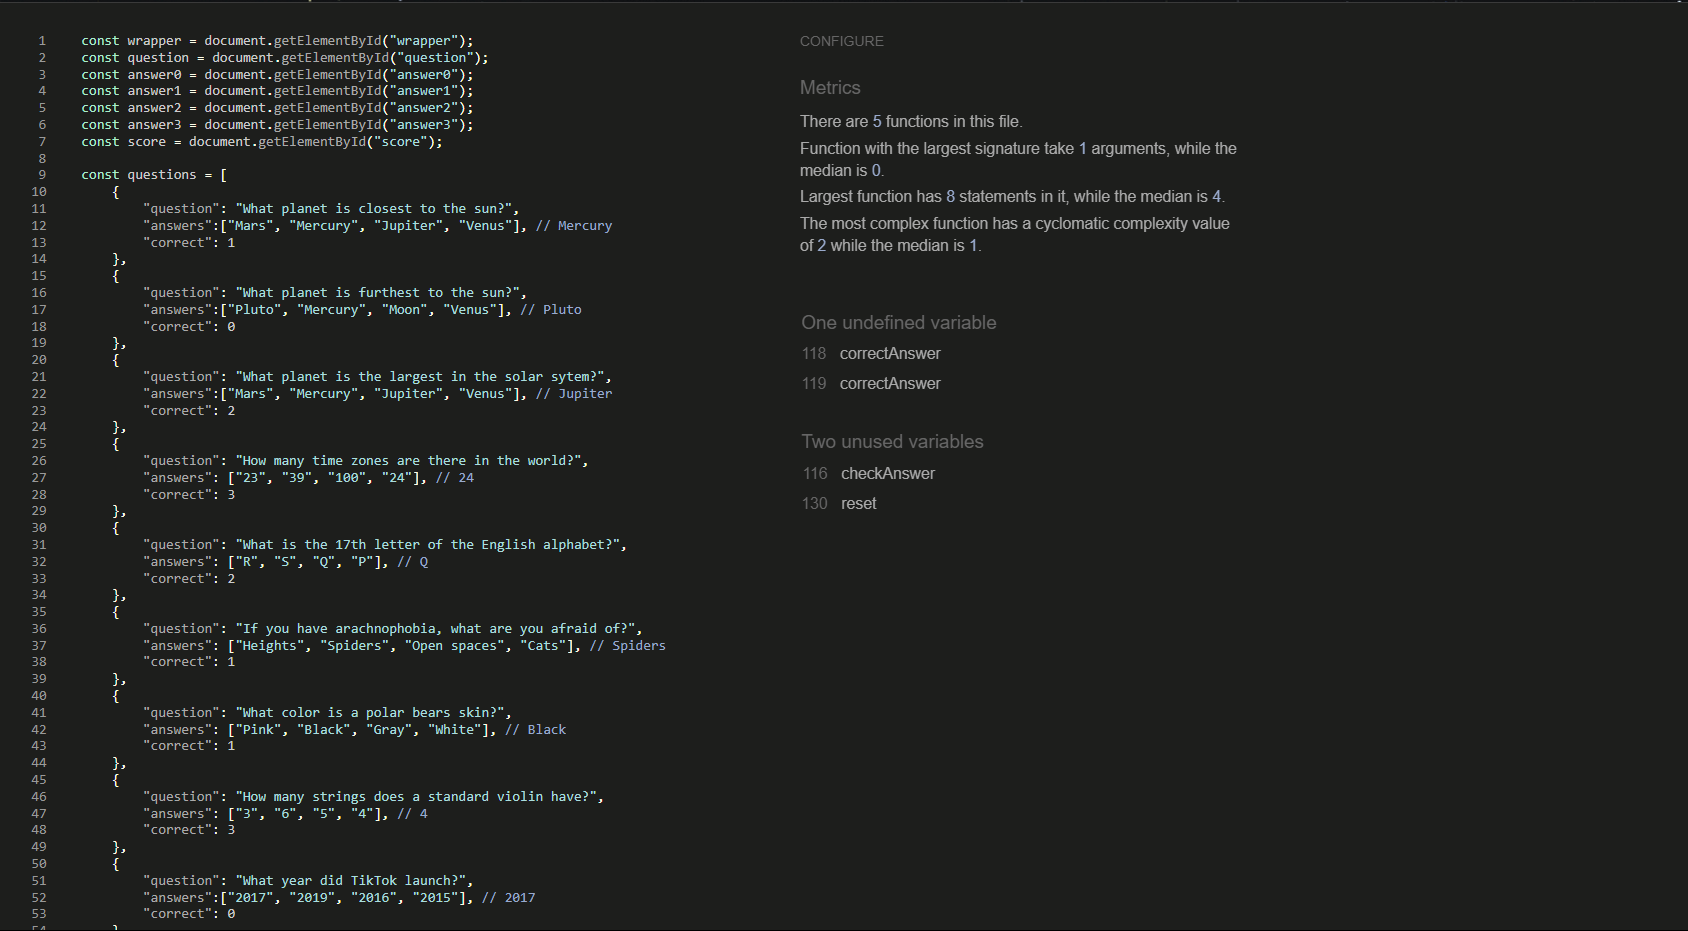 1 const wrapper = document.getElementById("wrapper");
2 const question = document.getElementById("question");
3 const answer0 = document.getElementById("answer0");
4 const answer1 = document.getElementById("answer1");
5 const answer2 = document.getElementById("answer2");
6 const answer3 = document.getElementById("answer3");
7 const score = document.getElementById("score");
8
9 const questions = [
10 {
11 "question": "What planet is closest to the sun?",
12 "answers":["Mars", "Mercury", "Jupiter", "Venus"], // Mercury
13 "correct": 1
14 },
15 {
16 "question": "What planet is furthest to the sun?",
17 "answers":["Pluto", "Mercury", "Moon", "Venus"], // Pluto
18 "correct": 0
19 },
20 {
21 "question": "What planet is the largest in the solar sytem?",
22 "answers":["Mars", "Mercury", "Jupiter", "Venus"], // Jupiter
23 "correct": 2
24 },
25 {
26 "question": "How many time zones are there in the world?",
27 "answers": ["23", "39", "100", "24"], // 24
28 "correct": 3
29 },
30 {
31 "question": "What is the 17th letter of the English alphabet?",
32 "answers": ["R", "S", "Q", "P"], // Q
33 "correct": 2
34 },
35 {
36 "question": "If you have arachnophobia, what are you afraid of?",
37 "answers": ["Heights", "Spiders", "Open spaces", "Cats"], // Spiders
38 "correct": 1
39 },
40 {
41 "question": "What color is a polar bears skin?",
42 "answers": ["Pink", "Black", "Gray", "White"], // Black
43 "correct": 1
44 },
45 {
46 "question": "How many strings does a standard violin have?",
47 "answers": ["3", "6", "5", "4"], // 4
48 "correct": 3
49 },
50 {
51 "question": "What year did TikTok launch?",
52 "answers":["2017", "2019", "2016", "2015"], // 2017
53 "correct": 0
CONFIGURE
Metrics
There are 5 functions in this file.
Function with the largest signature take 1 arguments, while the
median is 0.
Largest function has 8 statements in it, while the median is 4.
The most complex function has a cyclomatic complexity value
of 2 while the median is 1.
One undefined variable
118 correctAnswer
119 correctAnswer
Two unused variables
116 checkAnswer
130 reset